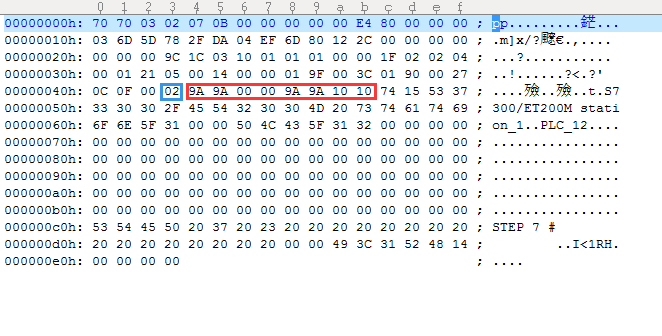 0 1 2 3 4 5 6 7 8 9 a b c d e f
00000000h: 70 70 03 02 07 0B 00 00 00 00 00 00 E4 80 00 00 00 ; pp.........鋩...
00000010h: 03 6D 5D 78 2F DA 04 EF 6D 80 12 2C 00 00 00 00 ; .m]x/?飉€.,....
00000020h: 00 00 00 9C 1C 03 10 01 01 00 00 00 1F 02 02 04 ; ...?............
00000030h: 00 01 21 05 00 14 00 00 01 9F 00 3C 01 90 00 27 ; ..!......?<.?'
00000040h: 0C 0F 00 02 9A 9A 00 00 9A 9A 10 10 74 15 53 37 ; ....殮..殮..t.S7
00000050h: 33 30 30 2F 45 54 32 30 30 4D 20 73 74 61 74 69 ; 300/ET200M stati
00000060h: 6F 6E 5F 31 00 00 50 4C 43 5F 31 32 00 00 00 00 ; on_1..PLC_12....
00000070h: 00 00 00 00 00 00 00 00 00 00 00 00 00 00 00 00 ; ................
00000080h: 00 00 00 00 00 00 00 00 00 00 00 00 00 00 00 00 ; ................
00000090h: 00 00 00 00 00 00 00 00 00 00 00 00 00 00 00 00 ; ................
000000a0h: 00 00 00 00 00 00 00 00 00 00 00 00 00 00 00 00 ; ................
000000b0h: 00 00 00 00 00 00 00 00 00 00 00 00 00 00 00 00 ; ................
000000c0h: 53 54 45 50 20 37 20 23 20 20 20 20 20 20 20 20 ; STEP 7 #
000000d0h: 20 20 20 20 20 20 20 20 00 00 49 3C 31 52 48 14 ; ..I<1RH.
000000e0h: 00 00 00 00 ; ....